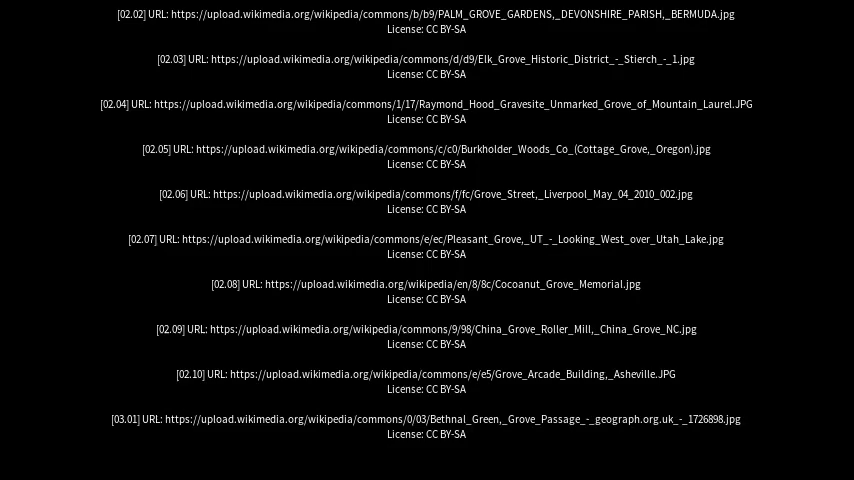 [02.02] URL: https://upload.wikimedia.org/wikipedia/commons/b/b9/PALM_GROVE_GARDENS,_DEVONSHIRE_PARISH,_BERMUDA.jpg
License: CC BY-SA
[02.03] URL: https://upload.wikimedia.org/wikipedia/commons/d/d9/Elk_Grove_Historic_District_-_Stierch_-_1.jpg
License: CC BY-SA
[02.04] URL: https://upload.wikimedia.org/wikipedia/commons/1/17/Raymond_Hood_Gravesite_Unmarked_Grove_of_Mountain_Laurel.JPG
License: CC BY-SA
[02.05] URL: https://upload.wikimedia.org/wikipedia/commons/c/c0/Burkholder_Woods_Co_(Cottage_Grove,_Oregon).jpg
License: CC BY-SA
[02.06] URL: https://upload.wikimedia.org/wikipedia/commons/f/fc/Grove_Street,_Liverpool_May_04_2010_002.jpg
License: CC BY-SA
[02.07] URL: https://upload.wikimedia.org/wikipedia/commons/e/ec/Pleasant_Grove,_UT_-_Looking_West_over_Utah_Lake.jpg
License: CC BY-SA
[02.08] URL: https://upload.wikimedia.org/wikipedia/en/8/8c/Cocoanut_Grove_Memorial.jpg
License: CC BY-SA
[02.09] URL: https://upload.wikimedia.org/wikipedia/commons/9/98/China_Grove_Roller_Mill,_China_Grove_NC.jpg
License: CC BY-SA
[02.10] URL: https://upload.wikimedia.org/wikipedia/commons/e/e5/Grove_Arcade_Building,_Asheville.JPG
License: CC BY-SA
[03.01] URL: https://upload.wikimedia.org/wikipedia/commons/0/03/Bethnal_Green,_Grove_Passage_-_geograph.org.uk_-_1726898.jpg
License: CC BY-SA